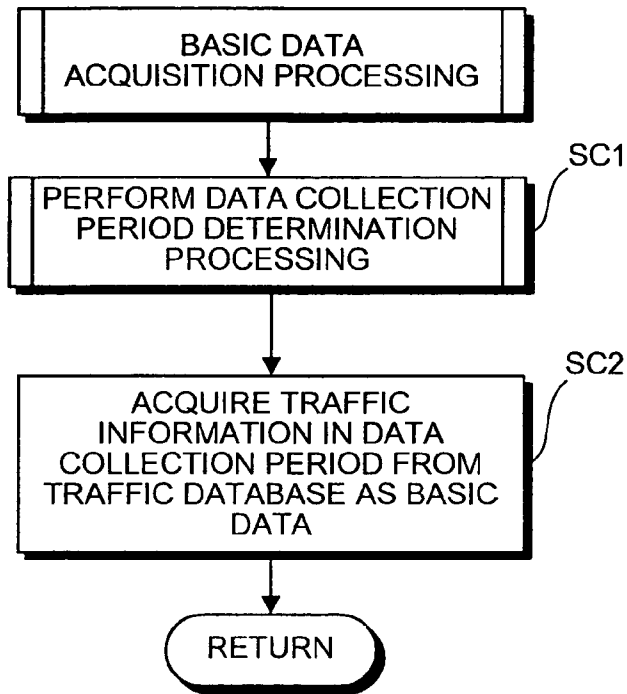 BASIC DATA
ACQUISITION PROCESSING
SC1
PERFORM DATA COLLECTION
PERIOD DETERMINATION
PROCESSING
SC2
ACQUIRE TRAFFIC
INFORMATION IN DATA
COLLECTION PERIOD FROM
TRAFFIC DATABASE AS BASIC
DATA
RETURN